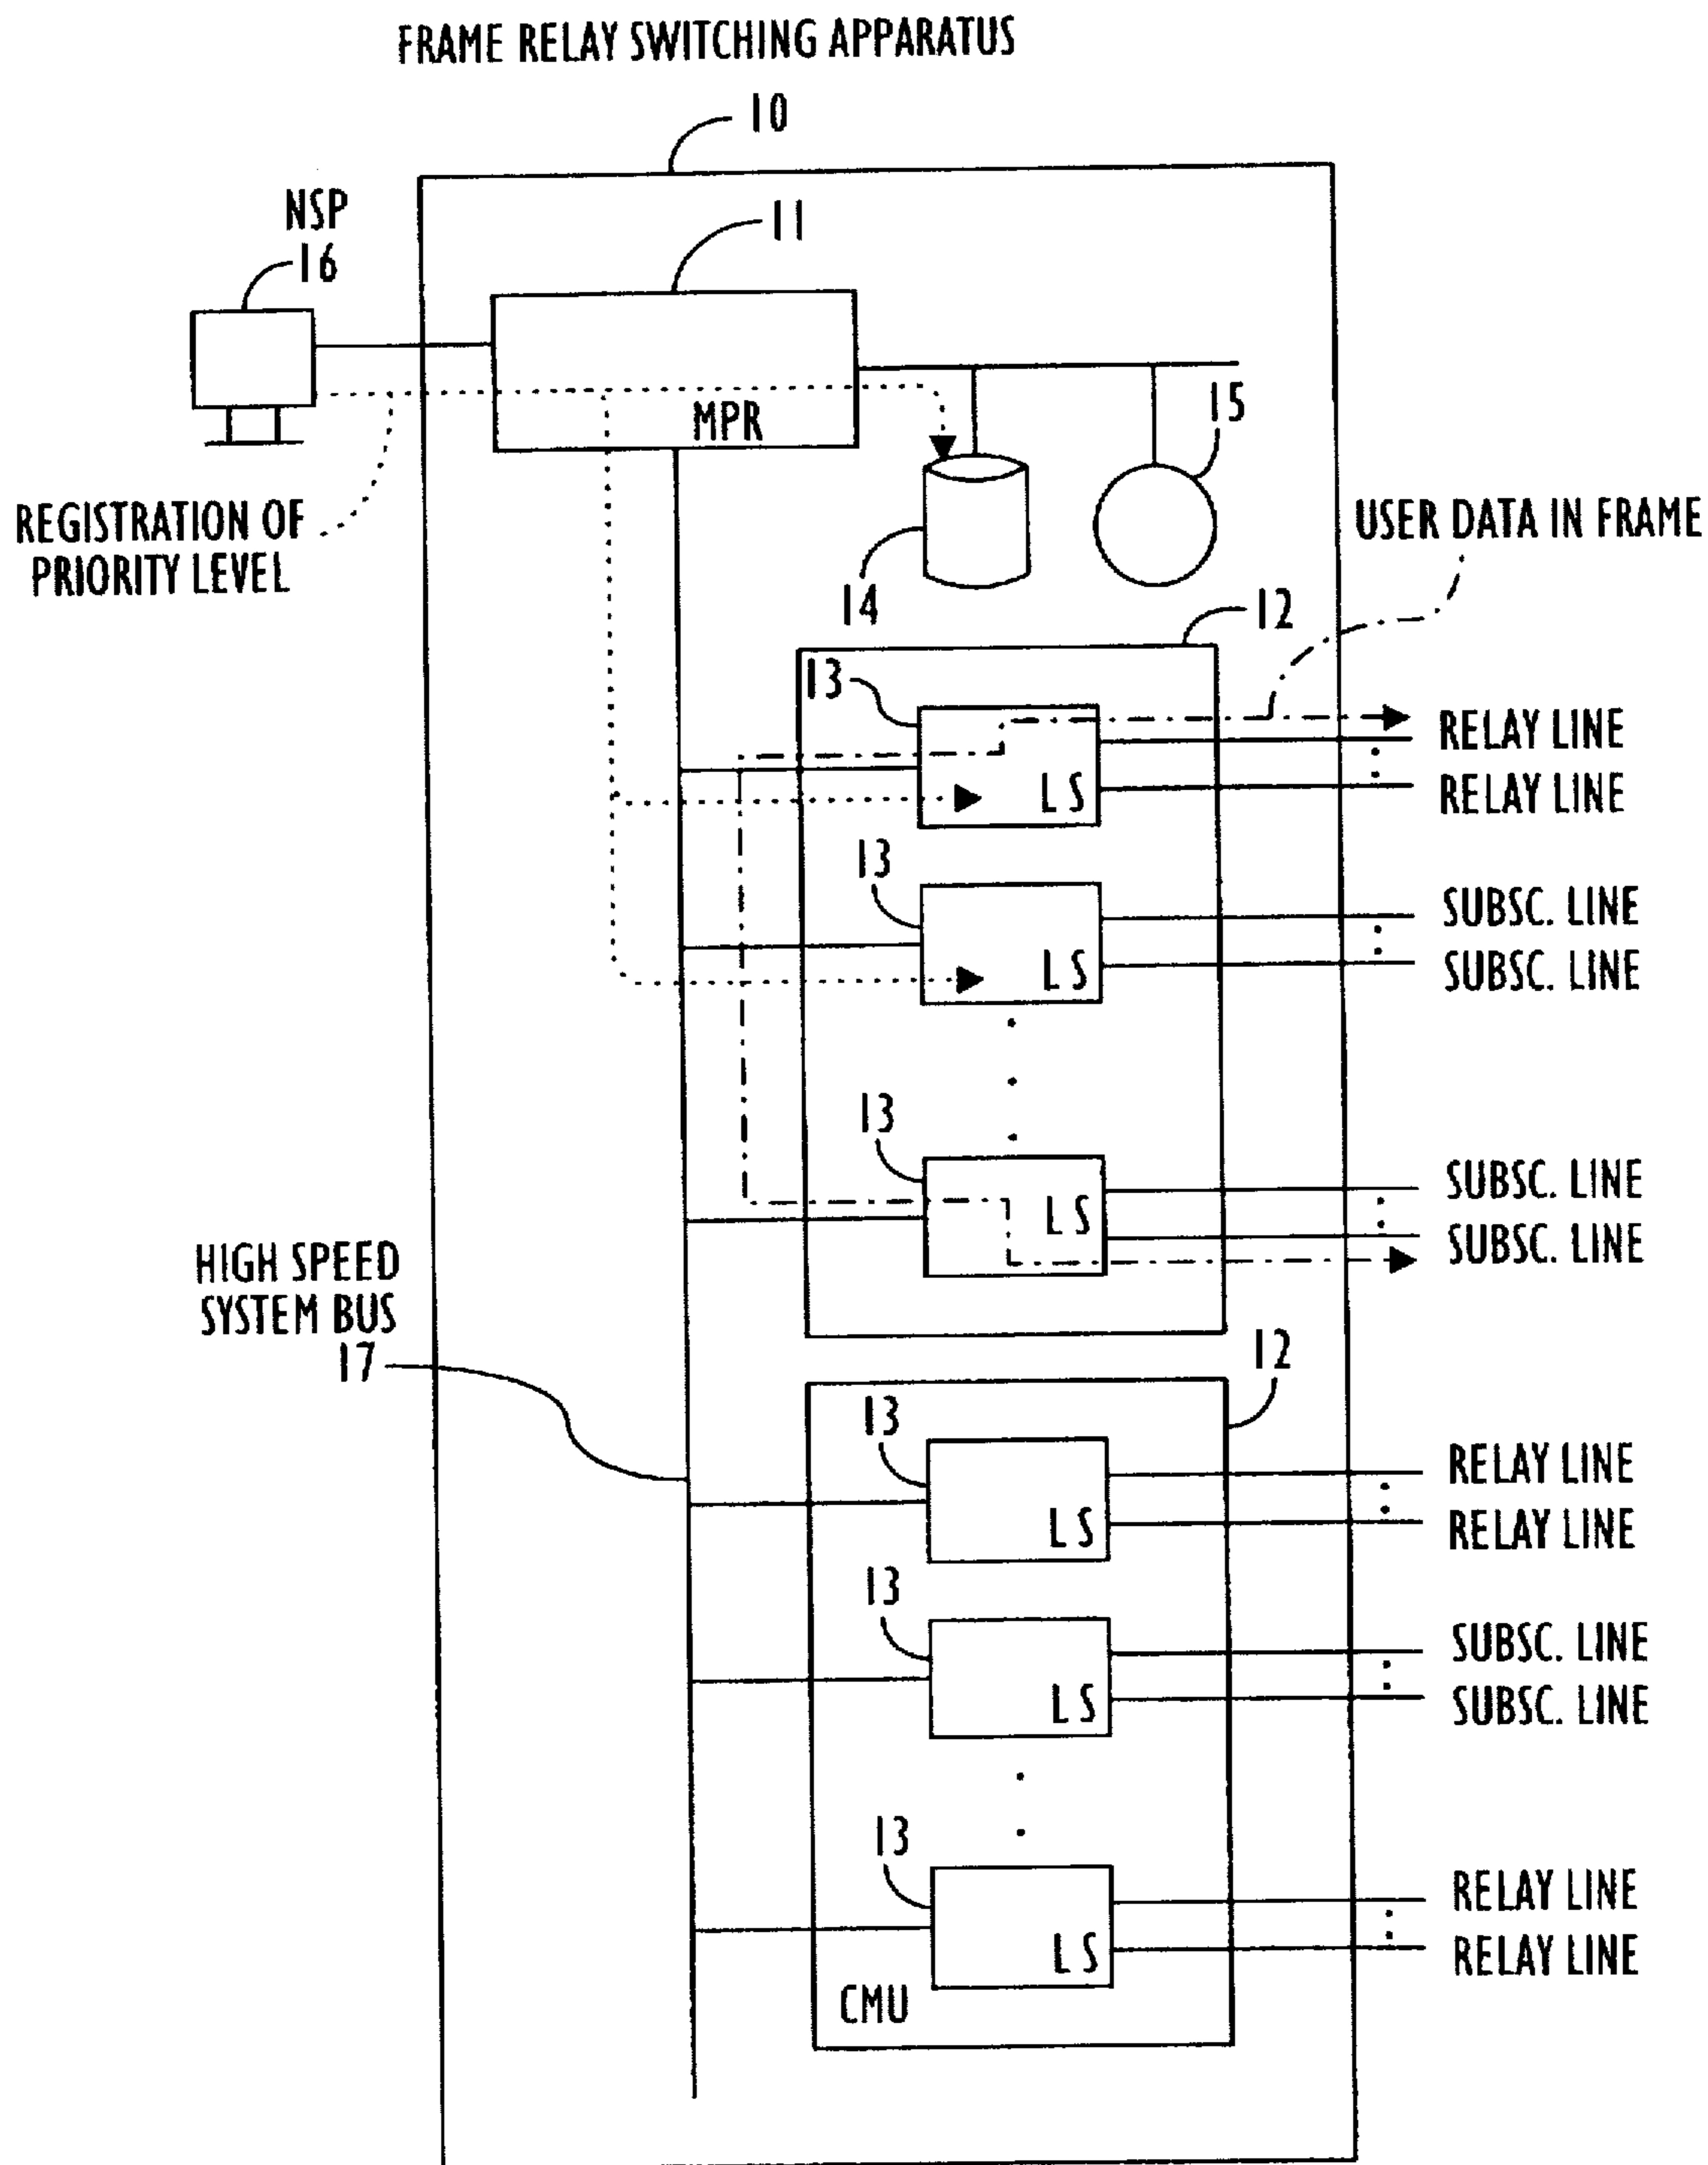 FRAME RELAY SWITCHING APPARATUS
10
NSP
16
11
MPR
15
REGISTRATION OF
PRIORITY LEVEL
14
USER DATA IN FRAME
12
13
LS
RELAY LINE
RELAY LINE
13
LS
SUBSC. LINE
SUBSC. LINE
13
LS
SUBSC. LINE
SUBSC. LINE
HIGH SPEED
SYSTEM BUS
17
12
13
LS
RELAY LINE
RELAY LINE
13
LS
SUBSC. LINE
SUBSC. LINE
13
LS
RELAY LINE
RELAY LINE
CMU